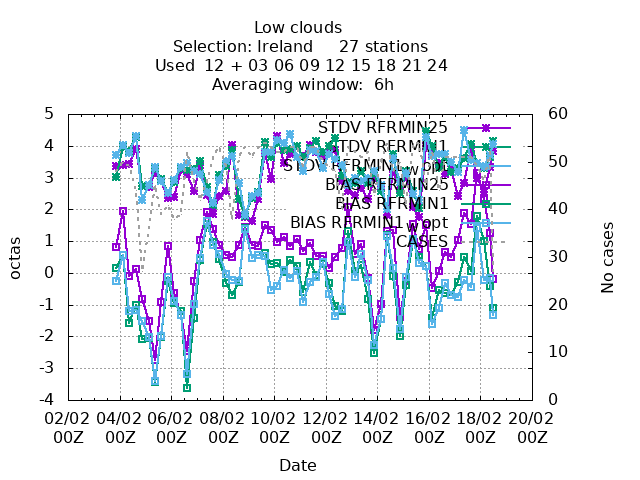 Low clouds
Selection: Ireland 27 stations
Used 12 + 03 06 09 12 15 18 21 24
Averaging window: 6h
STDV RFRMIN25
STDV RFRMIN1
STDV RFRMIN1 w opt
BIAS RFRMIN25
BIAS RFRMIN1
BIAS RFRMIN1 w opt
CASES
octas
5
4
3
2
1
0
-1
-2
-3
-4
No cases
60
50
40
30
20
10
0
02/02 04/02 06/02 08/02 10/02 12/02 14/02 16/02 18/02 20/02
00Z 00Z 00Z 00Z 00Z 00Z 00Z 00Z 00Z 00Z
Date